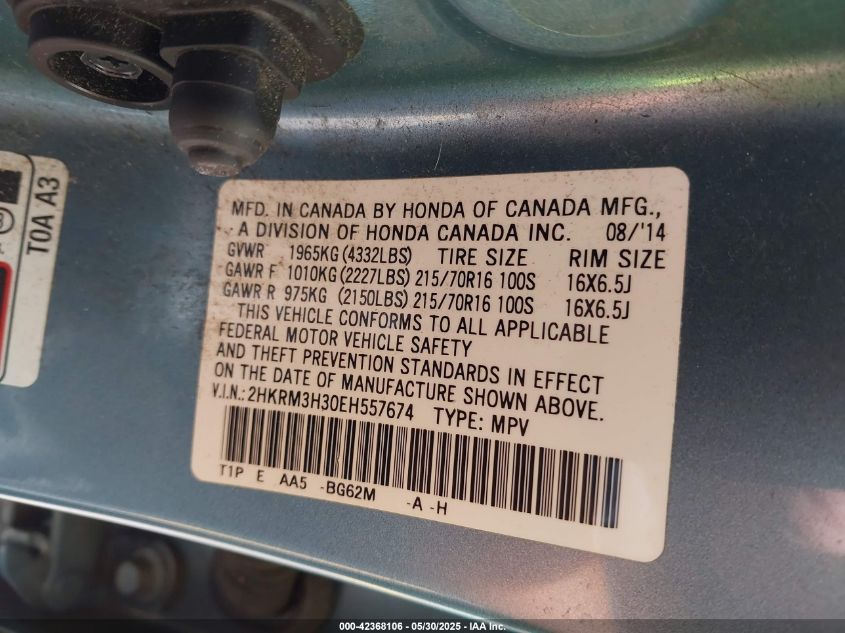 T0A A3
MFD. IN CANADA BY HONDA OF CANADA MFG.,
A DIVISION OF HONDA CANADA INC. 08/'14
GVWR 1965KG (4332LBS) TIRE SIZE RIM SIZE
GAWR F 1010KG (2227LBS) 215/70R16 100S 16X6.5J
GAWR R 975KG (2150LBS) 215/70R16 100S 16X6.5J
THIS VEHICLE CONFORMS TO ALL APPLICABLE
FEDERAL MOTOR VEHICLE SAFETY
AND THEFT PREVENTION STANDARDS IN EFFECT
ON THE DATE OF MANUFACTURE SHOWN ABOVE.
V.I.N.: 2HKRM3H30EH557674 TYPE: MPV
T1P E AA5 -BG62M -A -H
000-42368106 — 05/30/2025 - IAA Inc.